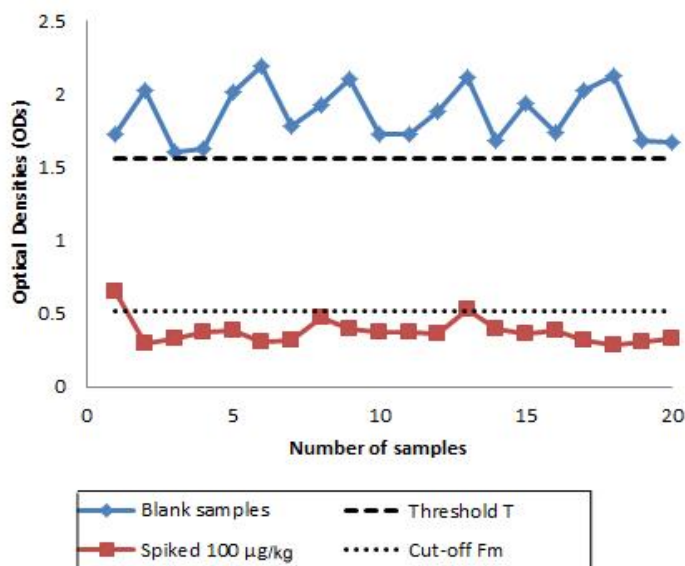 2.5
2
1.5
1
0.5
0
Optical Densities (ODs)
0 5 10 15 20
Number of samples
Blank samples Threshold T
Spiked 100 µg/kg Cut-off Fm